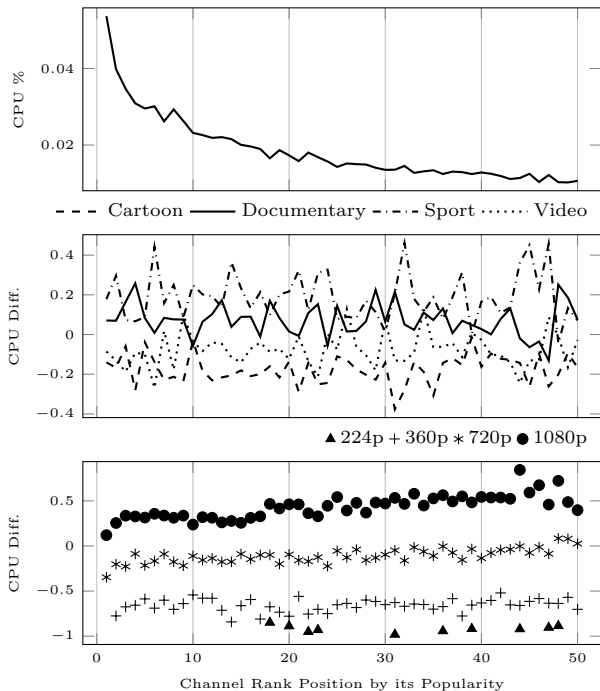 0.04
0.02
CPU %
Cartoon Documentary Sport Video
0.4
0.2
0
−0.2
−0.4
CPU Diff.
224p 360p 720p 1080p
0.5
0
−0.5
−1
CPU Diff.
0 10 20 30 40 50
Channel Rank Position by its Popularity